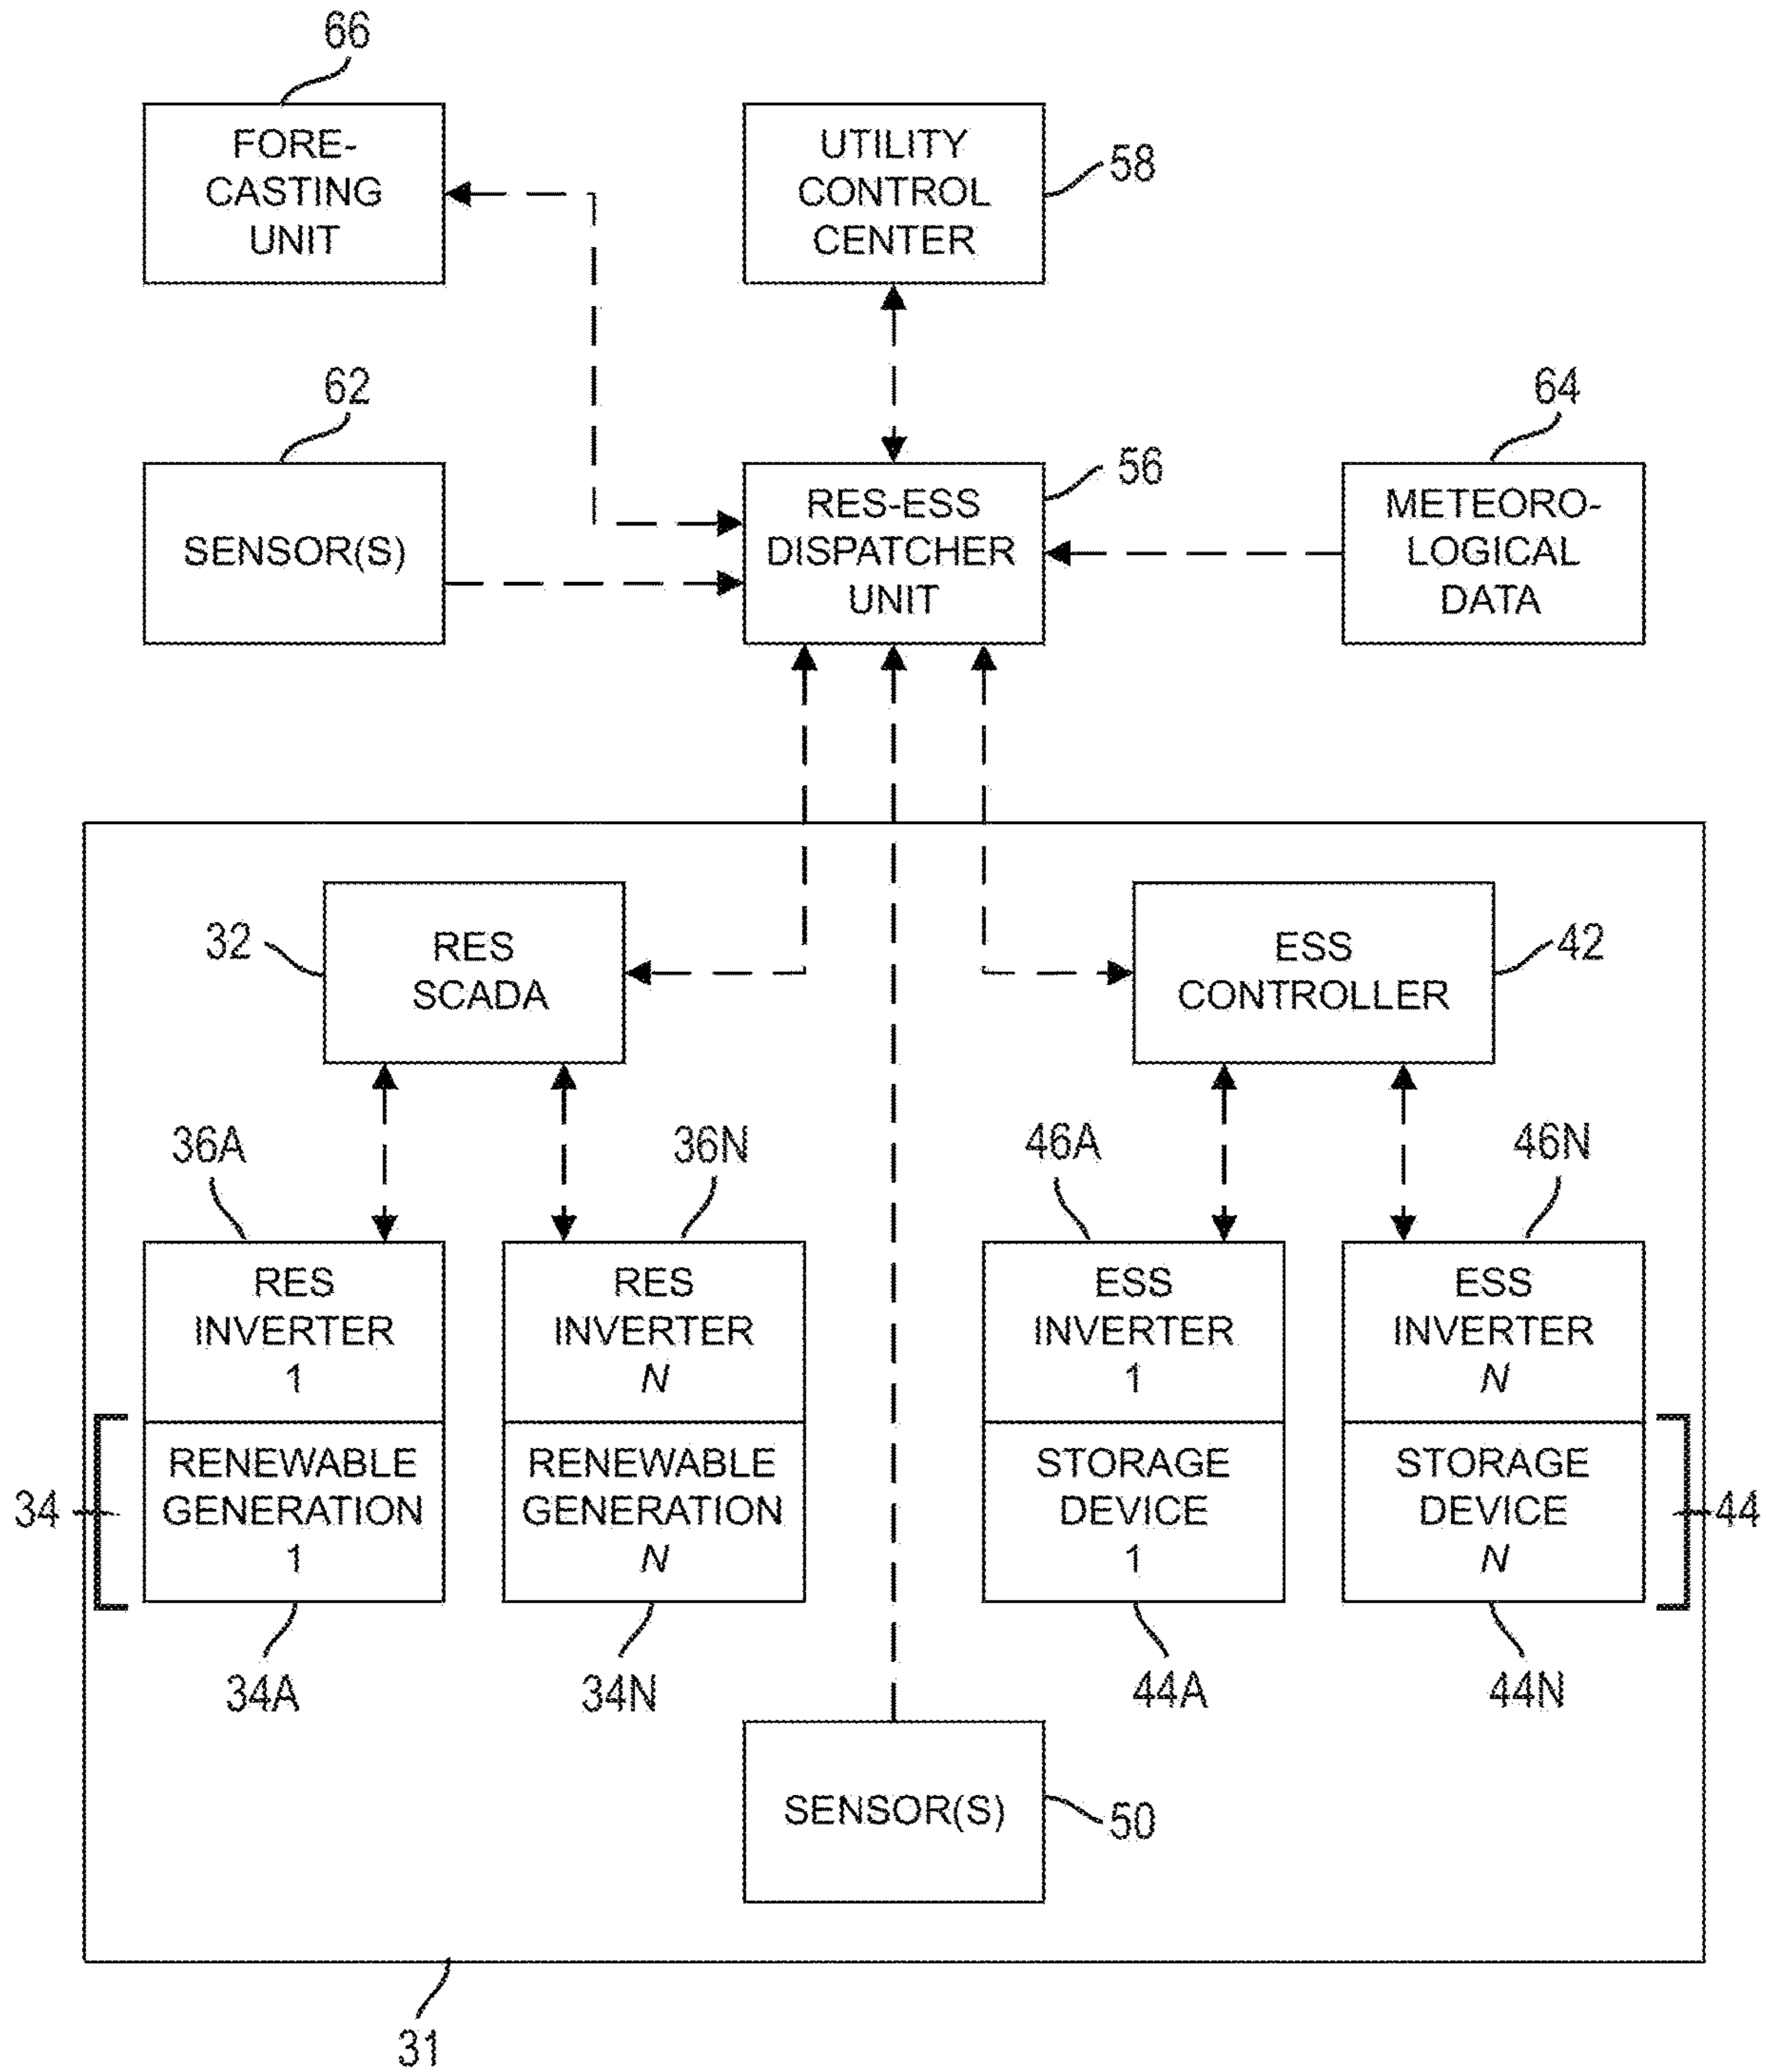 66
FORE-
CASTING
UNIT
UTILITY
CONTROL
CENTER
58
62
SENSOR(S)
RES-ESS
DISPATCHER
UNIT
56
64
METEORO-
LOGICAL
DATA
32
RES
SCADA
ESS
CONTROLLER
42
36A
36N
46A
46N
RES
INVERTER
1
RES
INVERTER
N
ESS
INVERTER
1
ESS
INVERTER
N
34
RENEWABLE
GENERATION
1
RENEWABLE
GENERATION
N
STORAGE
DEVICE
1
STORAGE
DEVICE
N
44
34A
34N
44A
44N
SENSOR(S)
50
31